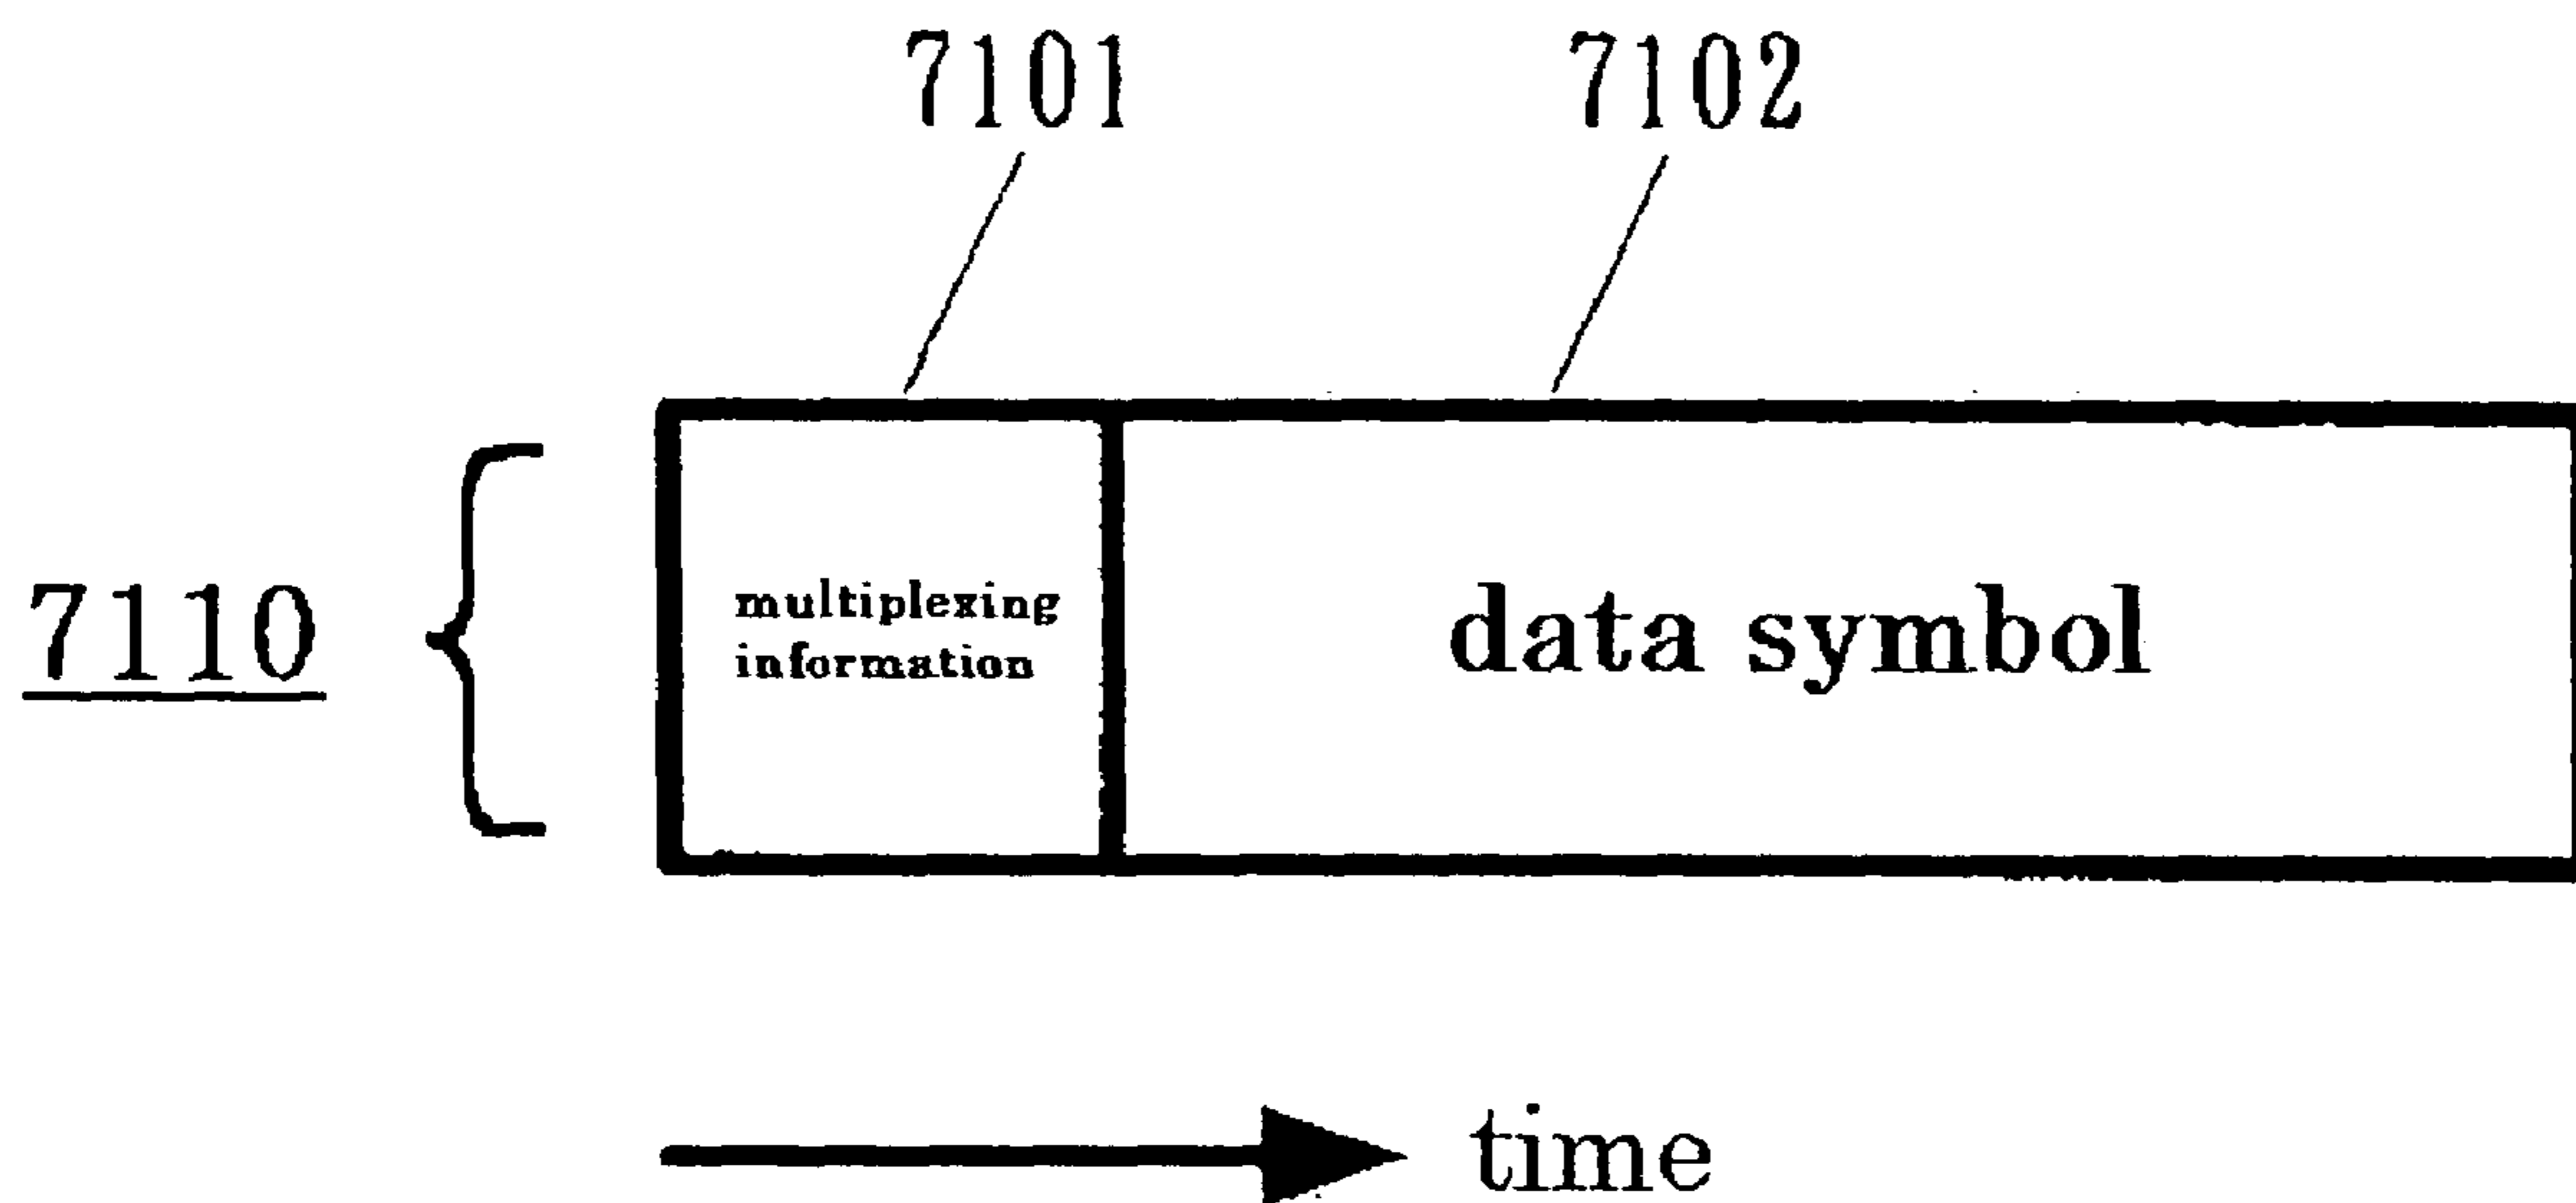 7101 7102
7110
multiplexing
information
data symbol
time